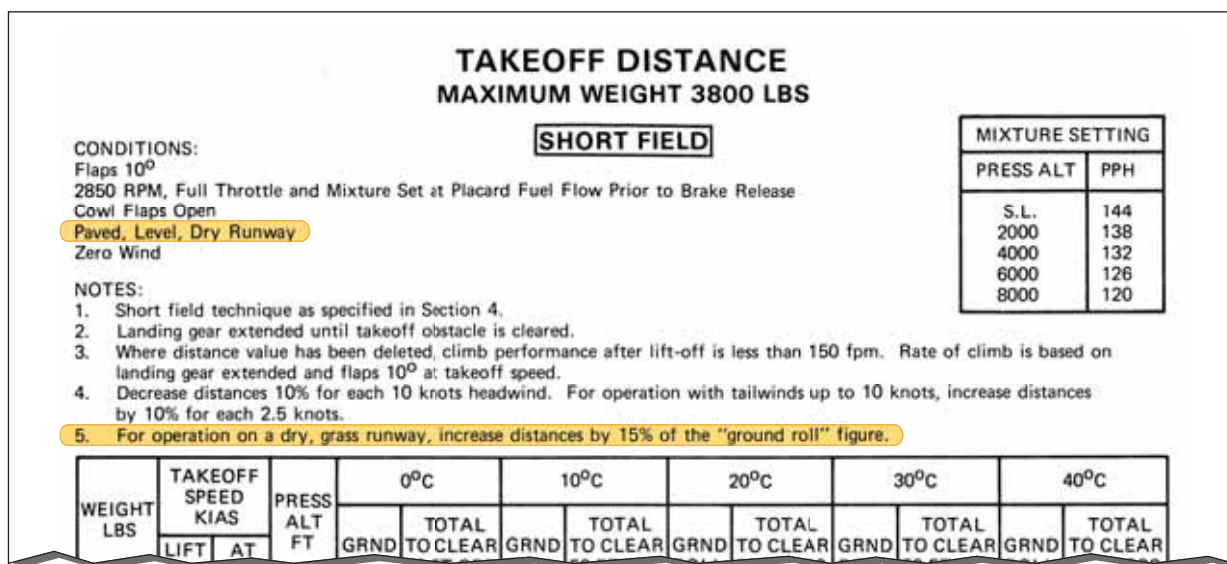 TAKEOFF DISTANCE
MAXIMUM WEIGHT 3800 LBS
SHORT FIELD
CONDITIONS:
Flaps 10°
2850 RPM, Full Throttle and Mixture Set at Placard Fuel Flow Prior to Brake Release
Cowl Flaps Open
Paved, Level, Dry Runway
Zero Wind
MIXTURE SETTING
PRESS ALT PPH
S.L. 144
2000 138
4000 132
6000 126
8000 120
NOTES:
1. Short field technique as specified in Section 4.
2. Landing gear extended until takeoff obstacle is cleared.
3. Where distance value has been deleted, climb performance after lift-off is less than 150 fpm. Rate of climb is based on
landing gear extended and flaps 10° at takeoff speed.
4. Decrease distances 10% for each 10 knots headwind. For operation with tailwinds up to 10 knots, increase distances
by 10% for each 2.5 knots.
5. For operation on a dry, grass runway, increase distances by 15% of the "ground roll" figure.
WEIGHT
LBS
TAKEOFF
SPEED
KIAS
LIFT AT
PRESS
ALT
FT
0°C 10°C 20°C 30°C 40°C
TOTAL TOTAL TOTAL TOTAL TOTAL
GRND TO CLEAR GRND TO CLEAR GRND TO CLEAR GRND TO CLEAR GRND TO CLEAR